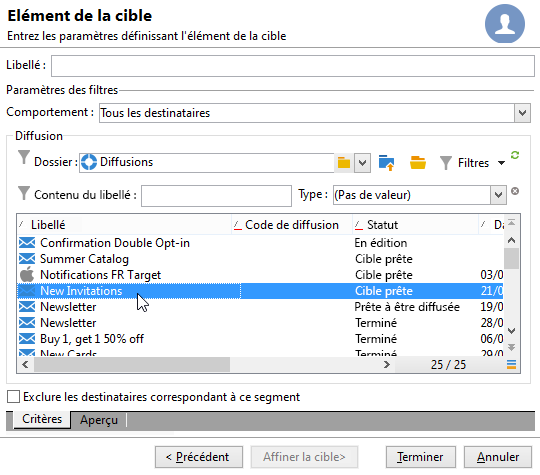 Elément de la cible
Entrez les paramètres définissant l'élément de la cible
Libellé :
Paramètres des filtres
Comportement : Tous les destinataires
Diffusion
Dossier : Diffusions Filtres
Contenu du libellé : Type : (Pas de valeur)
Libellé Code de diffusion Statut Da
Confirmation Double Opt-in En édition
Summer Catalog Cible prête
Notifications FR Target Cible prête 03/0
New Invitations Cible prête 21/0
Newsletter Prête à être diffusée 19/0
Newsletter Terminé 28/0
Buy 1, get 1 50% off Terminé 06/0
New Cards Terminé 29/0
25 / 25
Exclure les destinataires correspondant à ce segment
Critères Aperçu
< Précédent Affiner la cible> Terminer Annuler